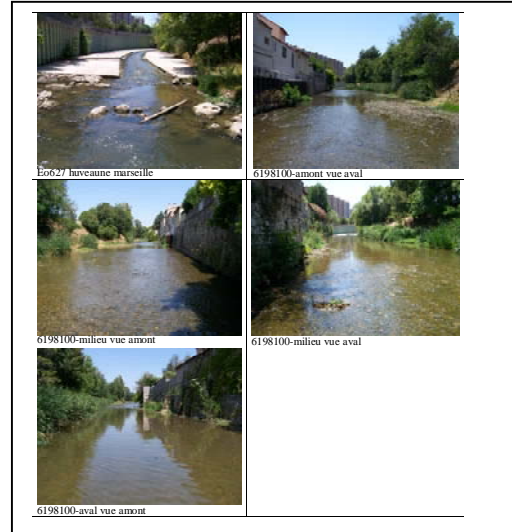 Eo627 huveaune marseille
6198100-amont vue aval
6198100-milieu vue amont
6198100-milieu vue aval
6198100-aval vue amont